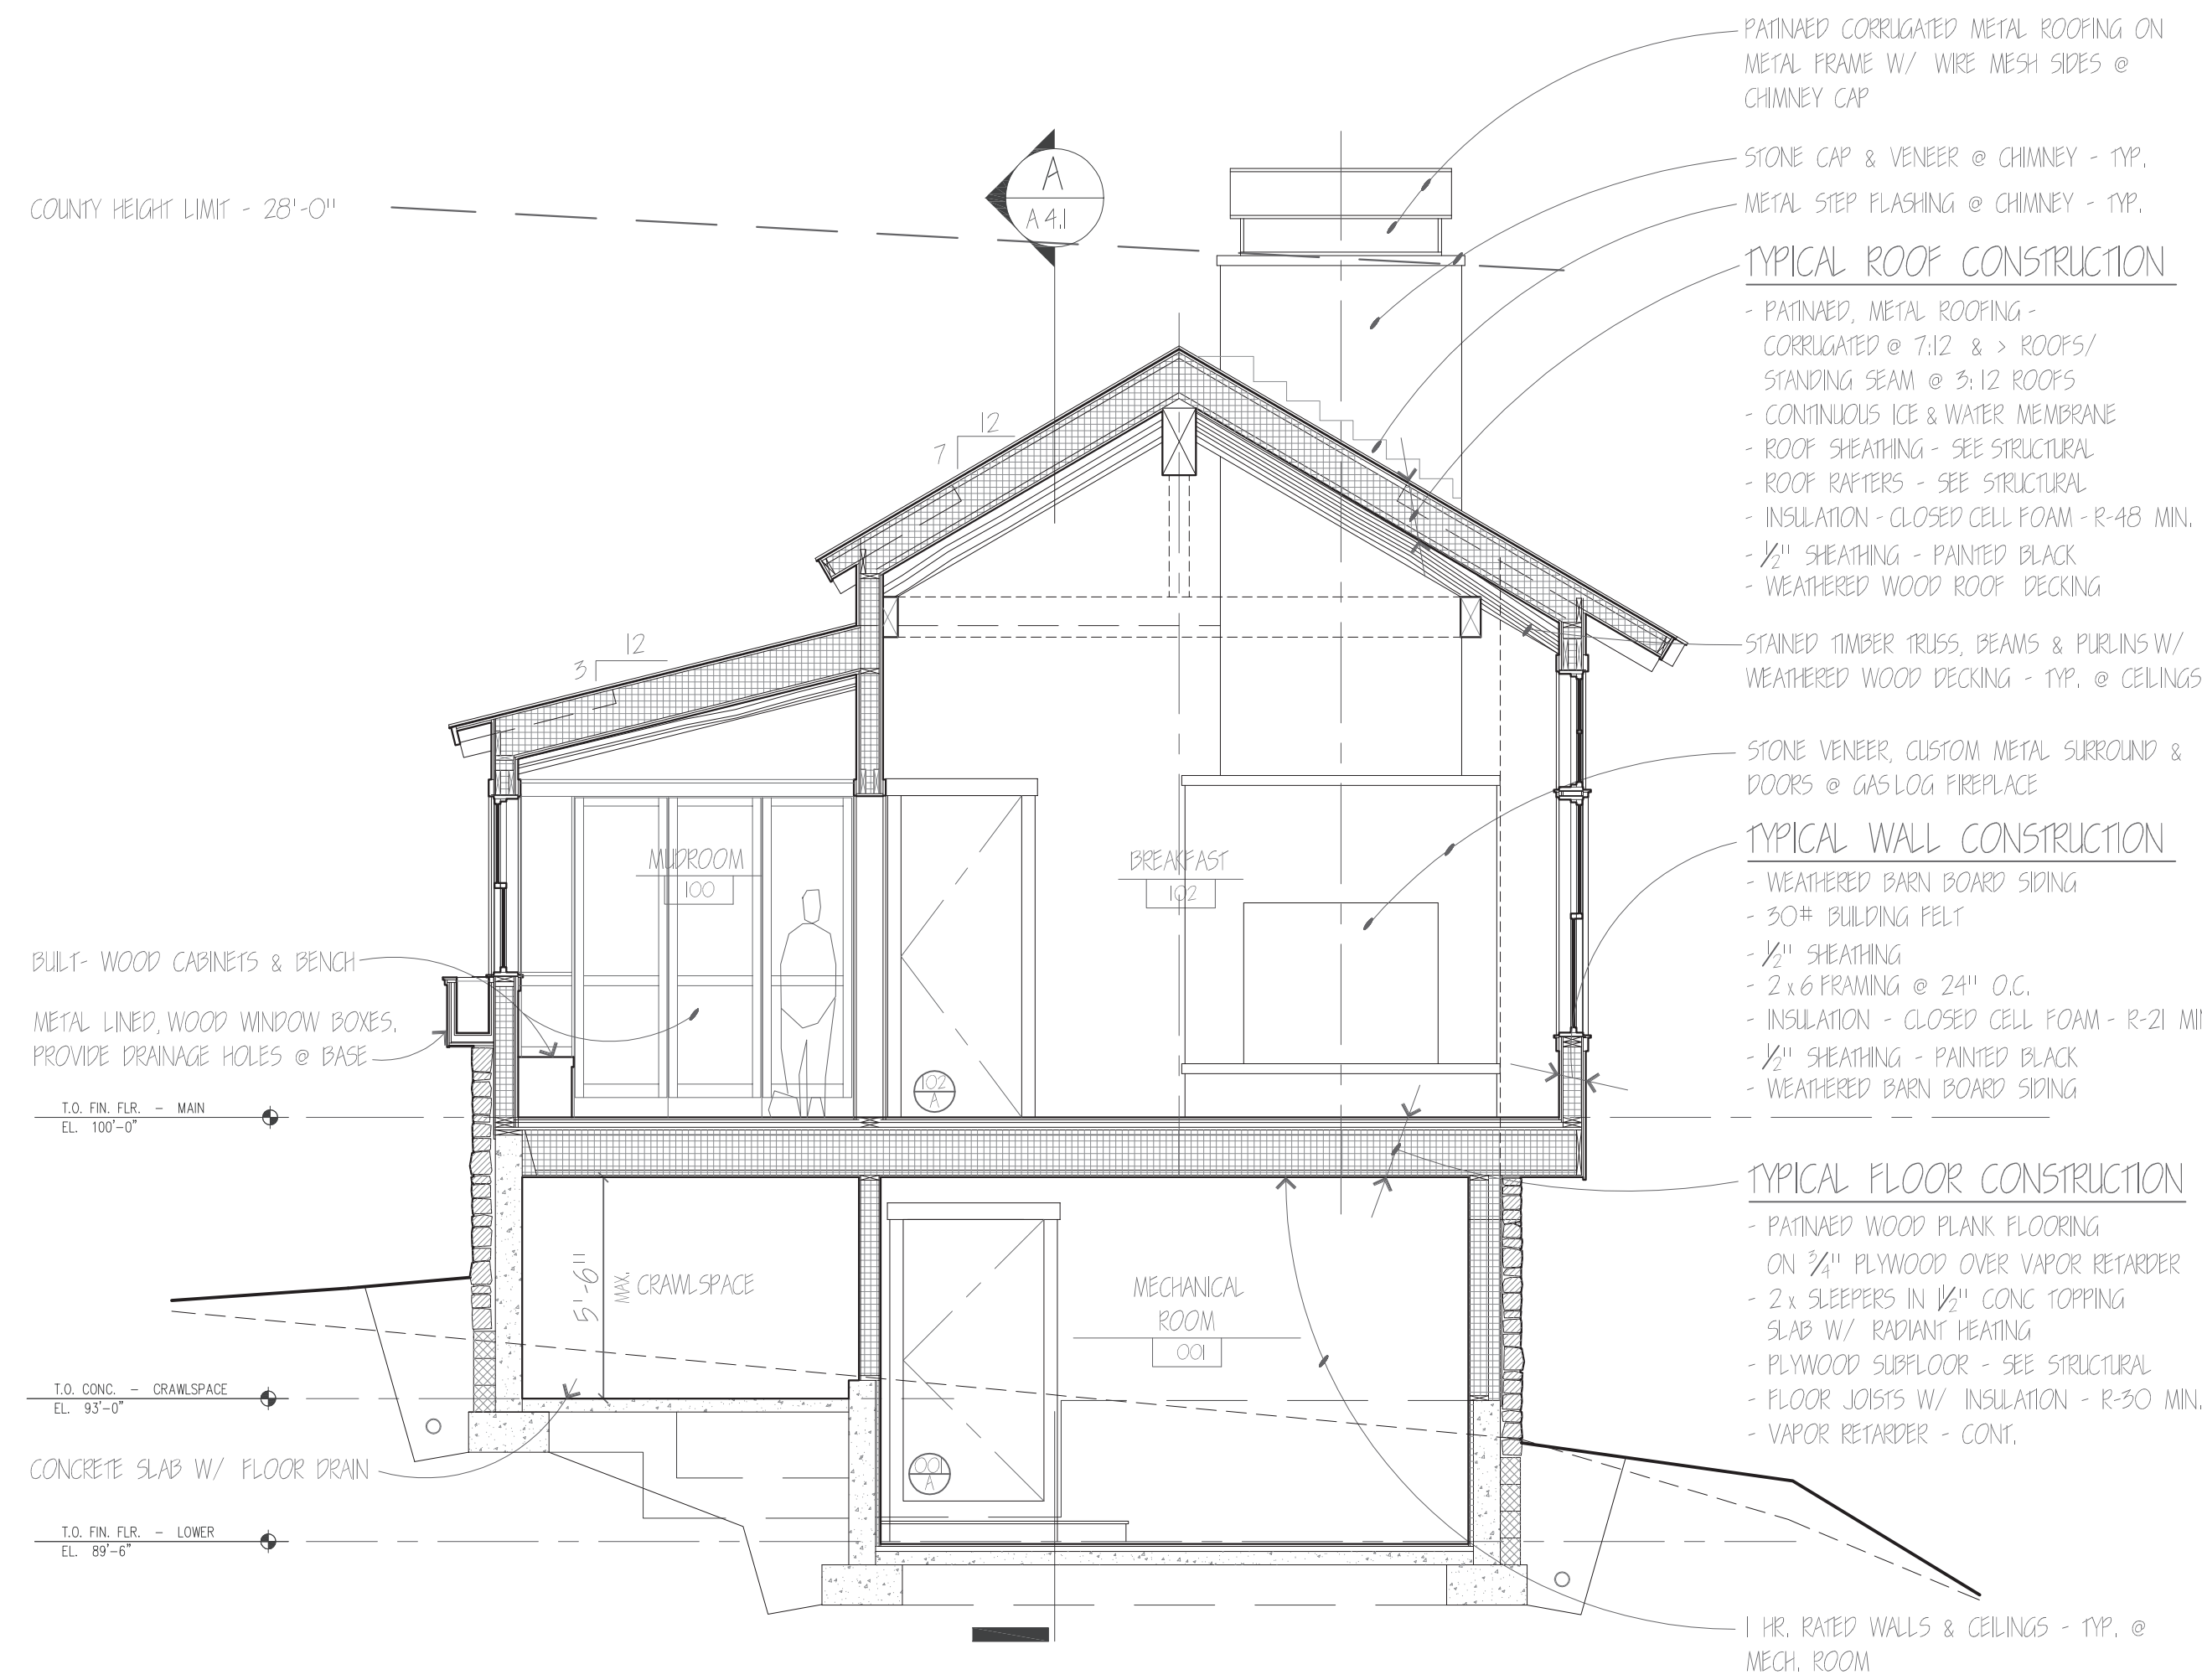 PATINAED CORRUGATED METAL ROOFING ON
METAL FRAME W/ WIRE MESH SIDES @
CHIMNEY CAP
STONE CAP & VENEER @ CHIMNEY - TYP.
METAL STEP FLASHING @ CHIMNEY - TYP.
COUNTY HEIGHT LIMIT - 28'-0"
A
A 4.1
TYPICAL ROOF CONSTRUCTION
- PATINAED, METAL ROOFING -
CORRUGATED @ 7:12 & > ROOFS/
STANDING SEAM @ 3:12 ROOFS
- CONTINUOUS ICE & WATER MEMBRANE
- ROOF SHEATHING - SEE STRUCTURAL
- ROOF RAFTERS - SEE STRUCTURAL
- INSULATION - CLOSED CELL FOAM - R-48 MIN.
- 1/2" SHEATHING - PAINTED BLACK
- WEATHERED WOOD ROOF DECKING
12
7
12
3
STAINED TIMBER TRUSS, BEAMS & PURLINS W/
WEATHERED WOOD DECKING - TYP. @ CEILINGS
STONE VENEER, CUSTOM METAL SURROUND &
DOORS @ GAS LOG FIREPLACE
TYPICAL WALL CONSTRUCTION
- WEATHERED BARN BOARD SIDING
- 30# BUILDING FELT
- 1/2" SHEATHING
- 2 x 6 FRAMING @ 24" O.C.
- INSULATION - CLOSED CELL FOAM - R-21 MI
- 1/2" SHEATHING - PAINTED BLACK
- WEATHERED BARN BOARD SIDING
MUDROOM
100
BREAKFAST
102
BUILT- WOOD CABINETS & BENCH
METAL LINED, WOOD WINDOW BOXES.
PROVIDE DRAINAGE HOLES @ BASE
102
A
T.O. FIN. FLR. - MAIN
EL. 100'-0"
TYPICAL FLOOR CONSTRUCTION
- PATINAED WOOD PLANK FLOORING
ON 3/4" PLYWOOD OVER VAPOR RETARDER
- 2 x SLEEPERS IN 1 1/2" CONC TOPPING
SLAB W/ RADIANT HEATING
- PLYWOOD SUBFLOOR - SEE STRUCTURAL
- FLOOR JOISTS W/ INSULATION - R-30 MIN.
- VAPOR RETARDER - CONT.
5'-6"
MAX.
CRAWLSPACE
MECHANICAL
ROOM
001
T.O. CONC. - CRAWLSPACE
EL. 93'-0"
CONCRETE SLAB W/ FLOOR DRAIN
001
A
T.O. FIN. FLR. - LOWER
EL. 89'-6"
1 HR. RATED WALLS & CEILINGS - TYP. @
MECH. ROOM